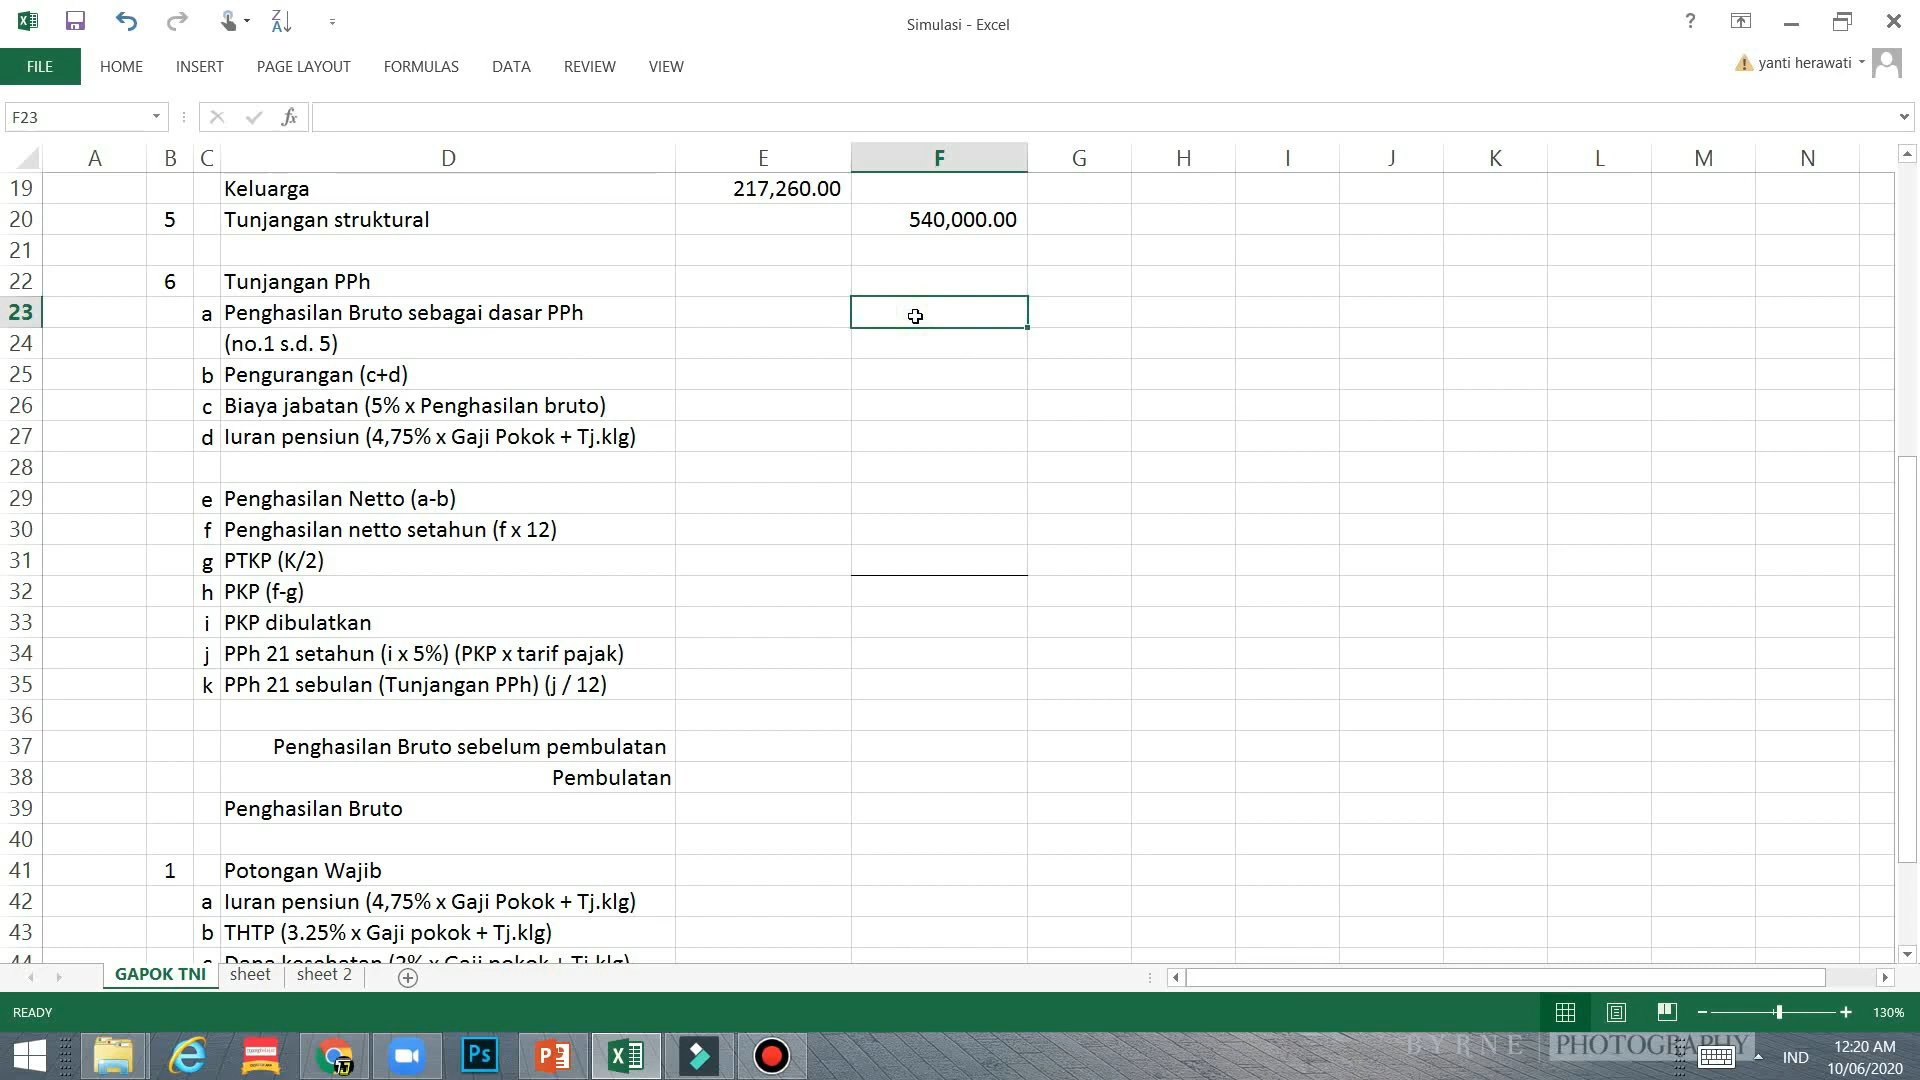 Simulasi - Excel
?
FILE HOME INSERT PAGE LAYOUT FORMULAS DATA REVIEW VIEW
yanti herawati
F23
fx
A B C D E F G H I J K L M N
19 Keluarga 217,260.00
20 5 Tunjangan struktural 540,000.00
21
22 6 Tunjangan PPh
23 a Penghasilan Bruto sebagai dasar PPh
24 (no.1 s.d. 5)
25 b Pengurangan (c+d)
26 c Biaya jabatan (5% x Penghasilan bruto)
27 d Iuran pensiun (4,75% x Gaji Pokok + Tj.klg)
28
29 e Penghasilan Netto (a-b)
30 f Penghasilan netto setahun (f x 12)
31 g PTKP (K/2)
32 h PKP (f-g)
33 i PKP dibulatkan
34 j PPh 21 setahun (i x 5%) (PKP x tarif pajak)
35 k PPh 21 sebulan (Tunjangan PPh) (j / 12)
36
37 Penghasilan Bruto sebelum pembulatan
38 Pembulatan
39 Penghasilan Bruto
40
41 1 Potongan Wajib
42 a Iuran pensiun (4,75% x Gaji Pokok + Tj.klg)
43 b THTP (3.25% x Gaji pokok + Tj.klg)
44 c Dana kesehatan (2% x Gaji pokok + Tj.klg)
GAPOK TNI sheet sheet 2
READY 130%
Ps
BYRNE PHOTOGRAPHY
IND
12:20 AM
10/06/2020